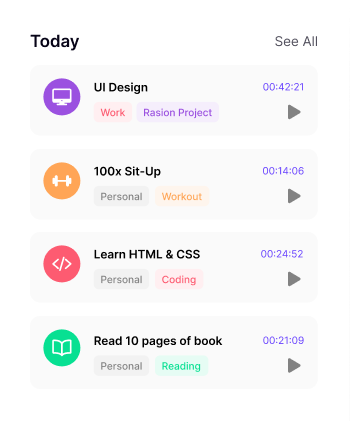 Today
See All
UI Design
00:42:21
Work
Rasion Project
100x Sit-Up
00:14:06
Personal
Workout
Learn HTML & CSS
00:24:52
Personal
Coding
Read 10 pages of book
00:21:09
Personal
Reading